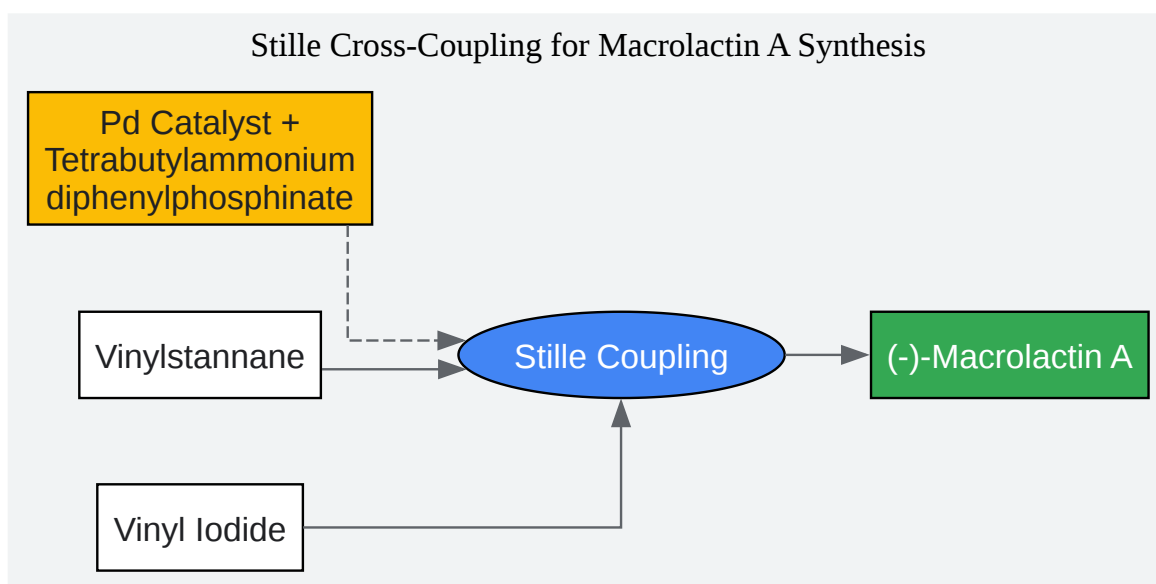 Stille Cross-Coupling for Macrolactin A Synthesis
Pd Catalyst +
Tetrabutylammonium
diphenylphosphinate
Vinylstannane
Stille Coupling
(-)-Macrolactin A
Vinyl Iodide